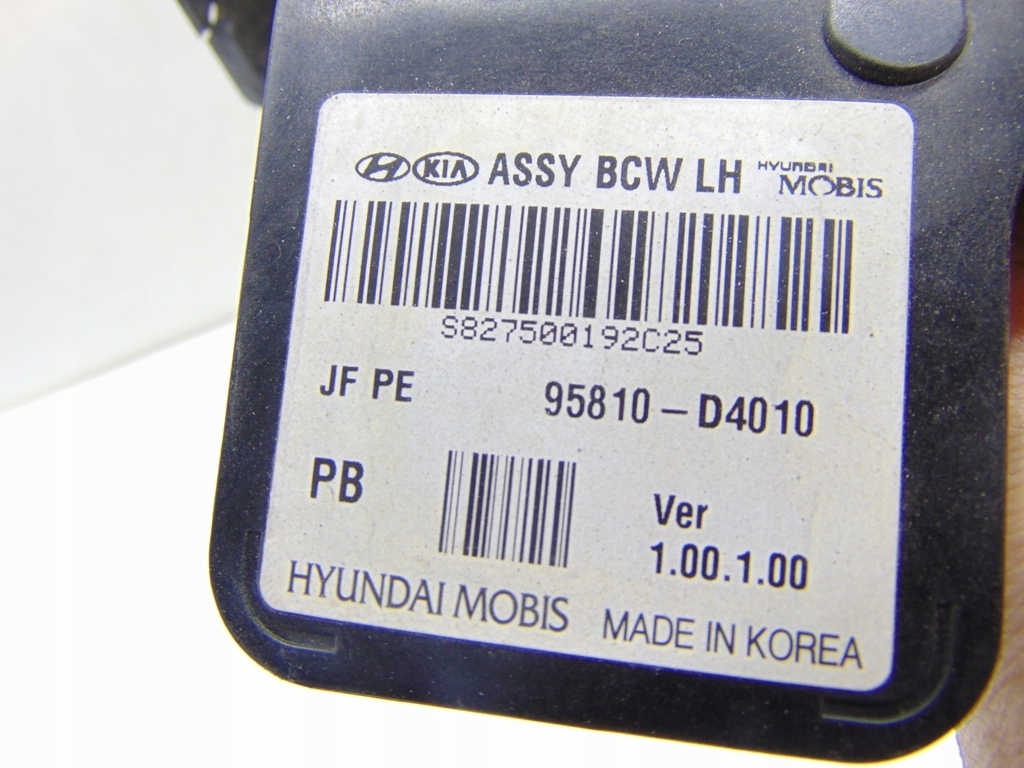 H KIA ASSY BCW LH HYUNDAI MOBIS
S827500192C25
JF PE 95810-D4010
PB Ver 1.00.1.00
HYUNDAI MOBIS MADE IN KOREA